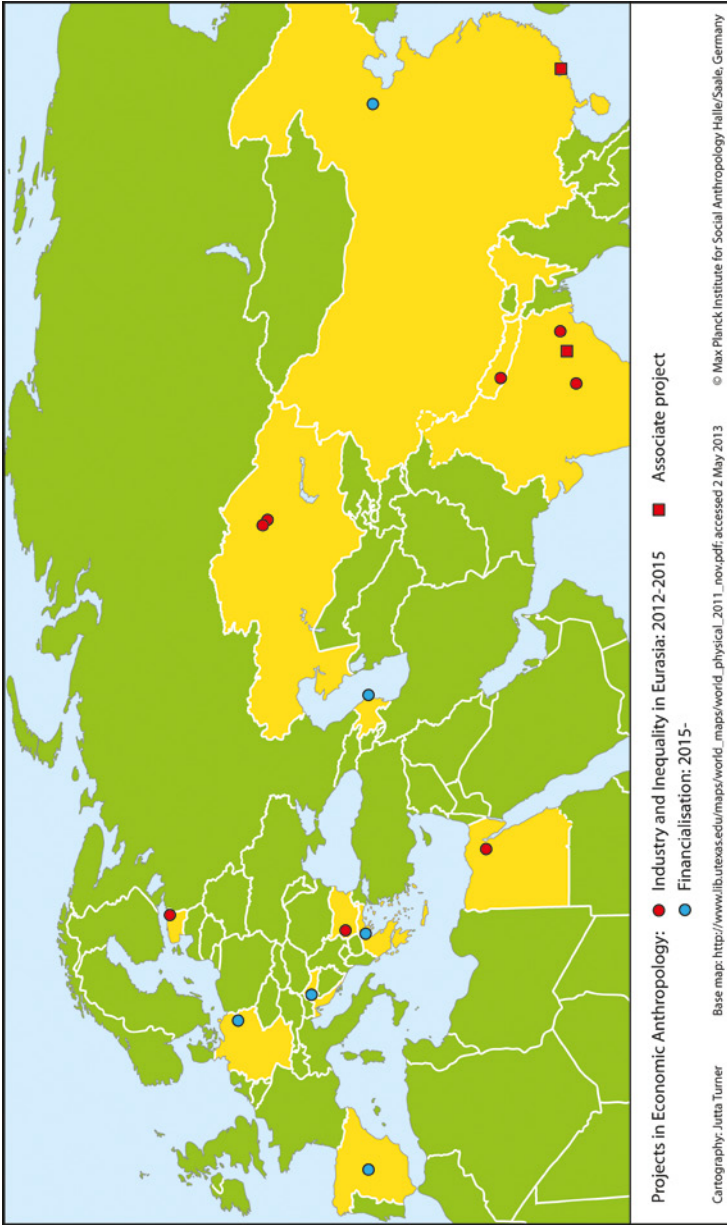 Projects in Economic Anthropology: Industry and Inequality in Eurasia: 2012-2015 Associate project
Financialisation: 2015-
Cartography: Jutta Turner Base map: http://www.lib.utexas.edu/maps/world_maps/world_physical_2011_nov.pdf: accessed 2 May 2013 © Max Planck Institute for Social Anthropology Halle/Saale, Germany